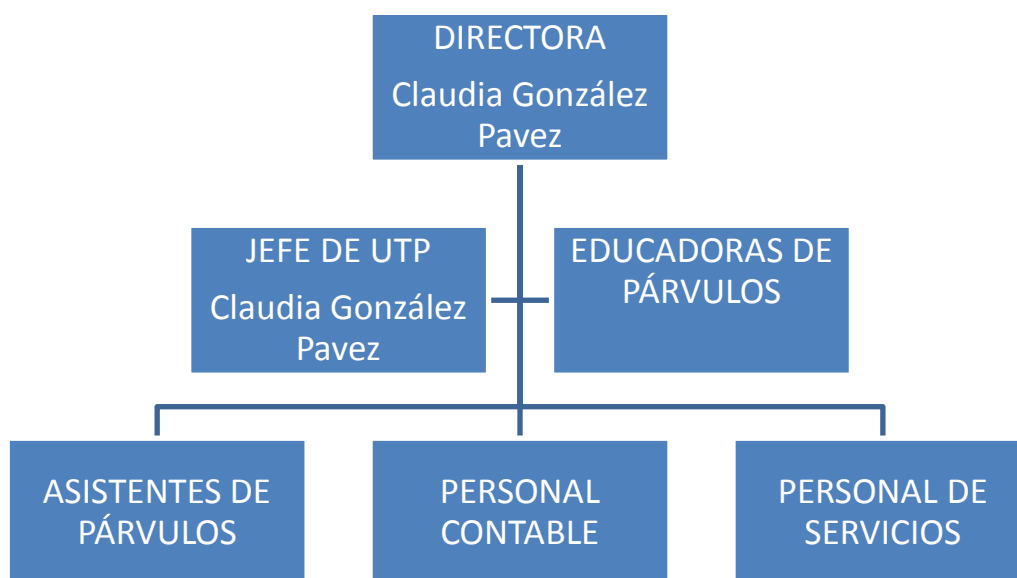 DIRECTORA
Claudia González
Pavez
JEFE DE UTP
Claudia González
Pavez
EDUCADORAS DE
PÁRVULOS
ASISTENTES DE
PÁRVULOS
PERSONAL
CONTABLE
PERSONAL DE
SERVICIOS